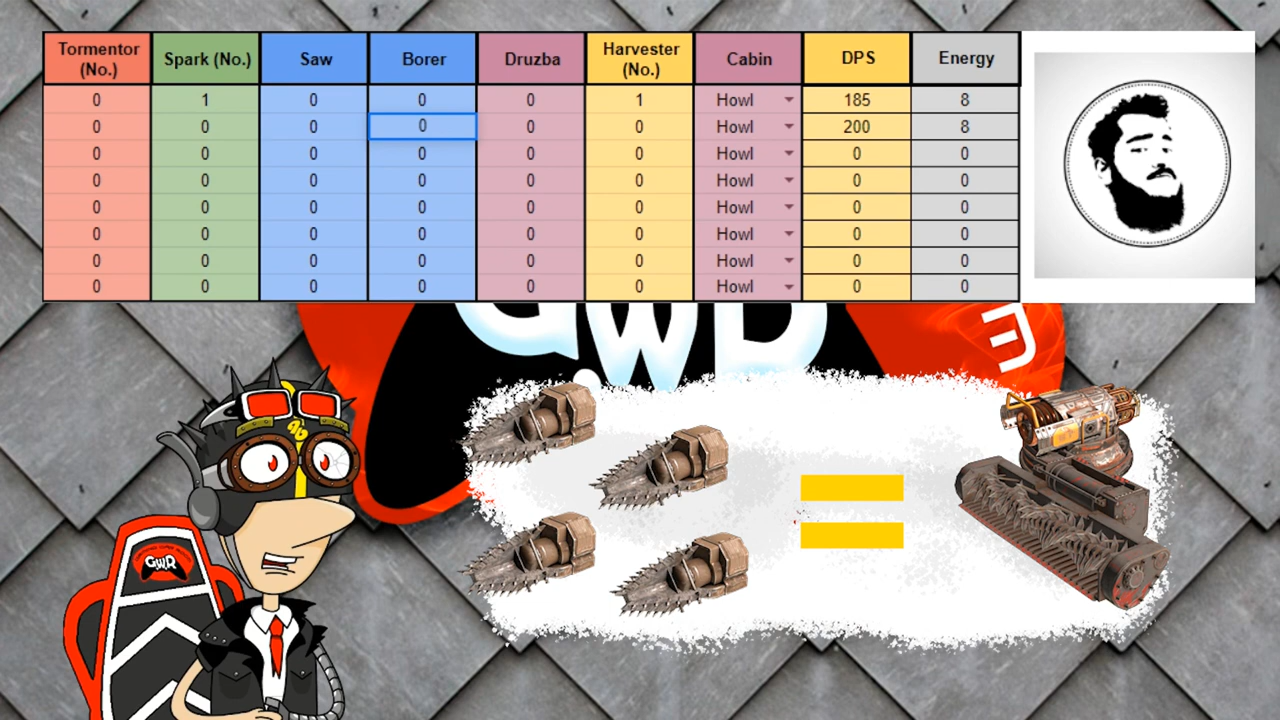 Tormentor (No.) Spark (No.) Saw Borer Druzba Harvester (No.) Cabin DPS Energy
0 1 0 0 0 1 Howl 185 8
0 0 0 0 0 0 Howl 200 8
0 0 0 0 0 0 Howl 0 0
0 0 0 0 0 0 Howl 0 0
0 0 0 0 0 0 Howl 0 0
0 0 0 0 0 0 Howl 0 0
0 0 0 0 0 0 Howl 0 0
0 0 0 0 0 0 Howl 0 0
GWD
GWD